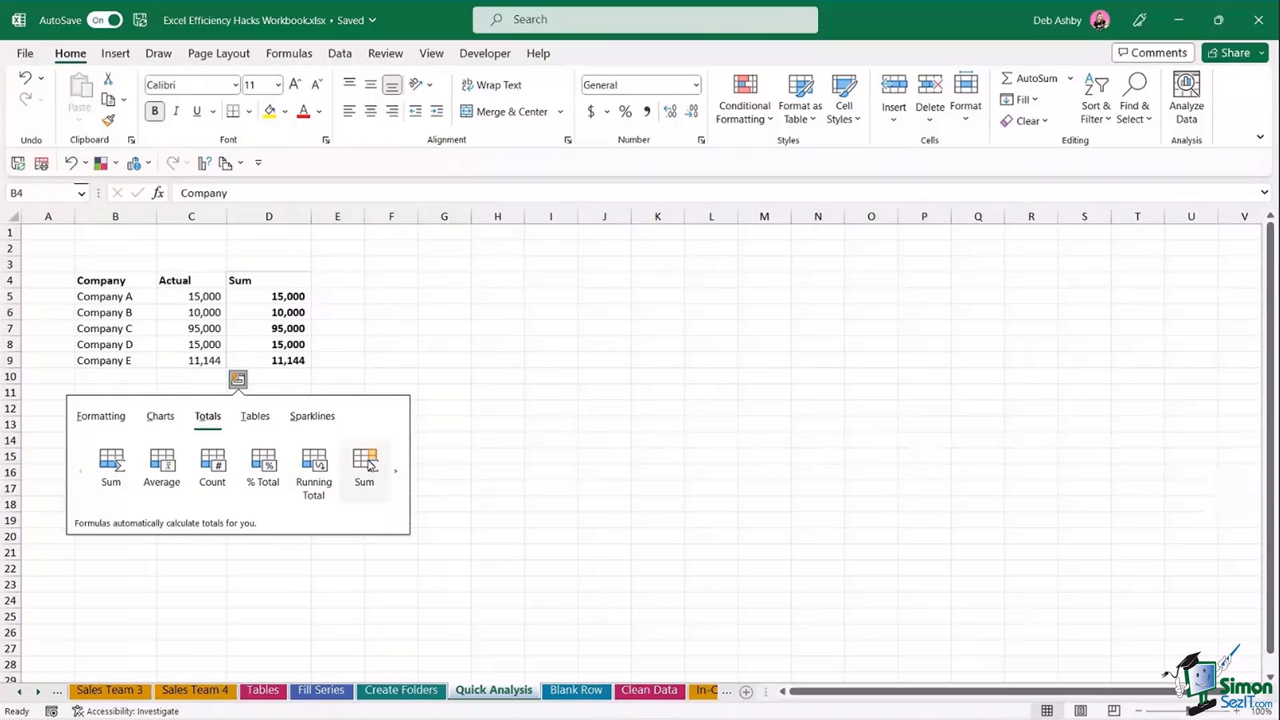 AutoSave On Excel Efficiency Hacks Workbook.xlsx • Saved Search Deb Ashby
File Home Insert Draw Page Layout Formulas Data Review View Developer Help Comments Share
Paste Calibri 11 Wrap Text General Conditional Formatting Format as Table Cell Styles Insert Delete Format AutoSum Sort & Filter Find & Select Analyze Data
B I U Merge & Center $ % Fill
Clear
Undo Clipboard Font Alignment Number Styles Cells Editing Analysis
B4 fx Company
A B C D E F G H I J K L M N O P Q R S T U V
1
2
3
4 Company Actual Sum
5 Company A 15,000 15,000
6 Company B 10,000 10,000
7 Company C 95,000 95,000
8 Company D 15,000 15,000
9 Company E 11,144 11,144
10
11
12 Formatting Charts Totals Tables Sparklines
13
14
15
16 Sum Average Count % Total Running Total Sum
17
18
19 Formulas automatically calculate totals for you.
20
21
22
23
24
25
26
27
28
29
... Sales Team 3 Sales Team 4 Tables Fill Series Create Folders Quick Analysis Blank Row Clean Data In-C ...
Ready Accessibility: Investigate 100%
Simon
SezIT.com